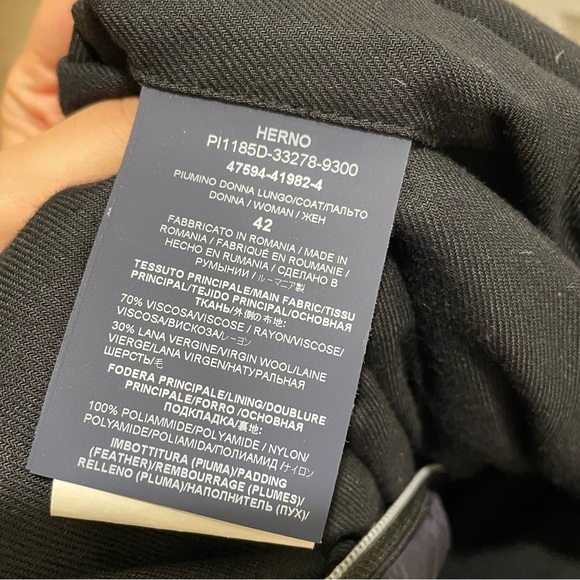 HERNO
PI1185D-33278-9300
47594-41982-4
PIUMINO DONNA LUNGO/COAT/ПАЛЬТО
DONNA / WOMAN / ЖЕН
42
FABBRICATO IN ROMANIA / MADE IN
ROMANIA / FABRIQUÉ EN ROUMANIE /
HECHO EN RUMANIA / СДЕЛАНО В
РУМЫНИИ / ルーマニア製
TESSUTO PRINCIPALE/MAIN FABRIC/TISSU
PRINCIPAL/TEJIDO PRINCIPAL/ОСНОВНАЯ
ТКАНЬ/外側の布地:
70% VISCOSA/VISCOSE / RAYON/VISCOSE/
VISCOSA/ВИСКОЗА/レーヨン
30% LANA VERGINE/VIRGIN WOOL/LAINE
VIERGE/LANA VIRGEN/НАТУРАЛЬНАЯ
ШЕРСТЬ/毛
FODERA PRINCIPALE/LINING/DOUBLURE
PRINCIPALE/FORRO /ОСНОВНАЯ
ПОДКЛАДКА/裏地:
100% POLIAMMIDE/POLYAMIDE / NYLON/
POLYAMIDE/POLIAMIDA/ПОЛИАМИД /ナイロン
IMBOTTITURA (PIUMA)/PADDING
(FEATHER)/REMBOURRAGE (PLUMES)/
RELLENO (PLUMA)/НАПОЛНИТЕЛЬ (ПУХ)/